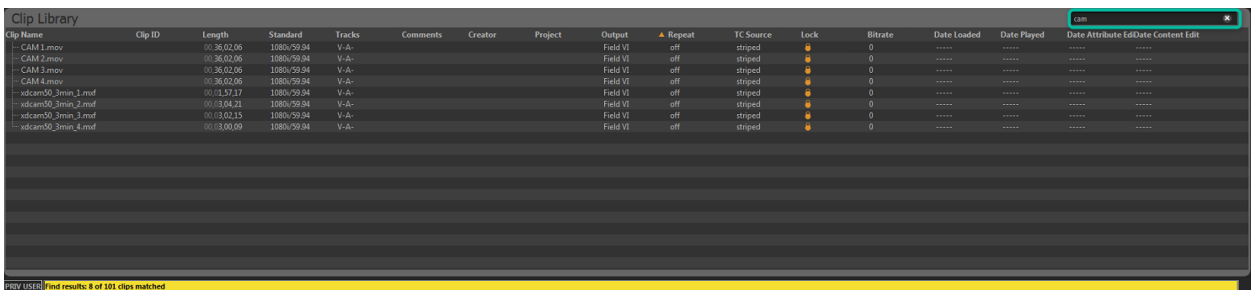 Clip Library cam
Clip Name Clip ID Length Standard Tracks Comments Creator Project Output Repeat TC Source Lock Bitrate Date Loaded Date Played Date Attribute EdiDate Content Edit
CAM 1.mov 00,36,02,06 1080i/59.94 V-A- Field VI off striped 0 ----- ----- ----- -----
CAM 2.mov 00,36,02,06 1080i/59.94 V-A- Field VI off striped 0 ----- ----- ----- -----
CAM 3.mov 00,36,02,06 1080i/59.94 V-A- Field VI off striped 0 ----- ----- ----- -----
CAM 4.mov 00,36,02,06 1080i/59.94 V-A- Field VI off striped 0 ----- ----- ----- -----
xdcam50_3min_1.mxf 00,01,57,17 1080i/59.94 V-A- Field VI off striped 0 ----- ----- ----- -----
xdcam50_3min_2.mxf 00,03,04,21 1080i/59.94 V-A- Field VI off striped 0 ----- ----- ----- -----
xdcam50_3min_3.mxf 00,03,02,15 1080i/59.94 V-A- Field VI off striped 0 ----- ----- ----- -----
xdcam50_3min_4.mxf 00,03,00,09 1080i/59.94 V-A- Field VI off striped 0 ----- ----- ----- -----
PRIV USER Find results: 8 of 101 clips matched